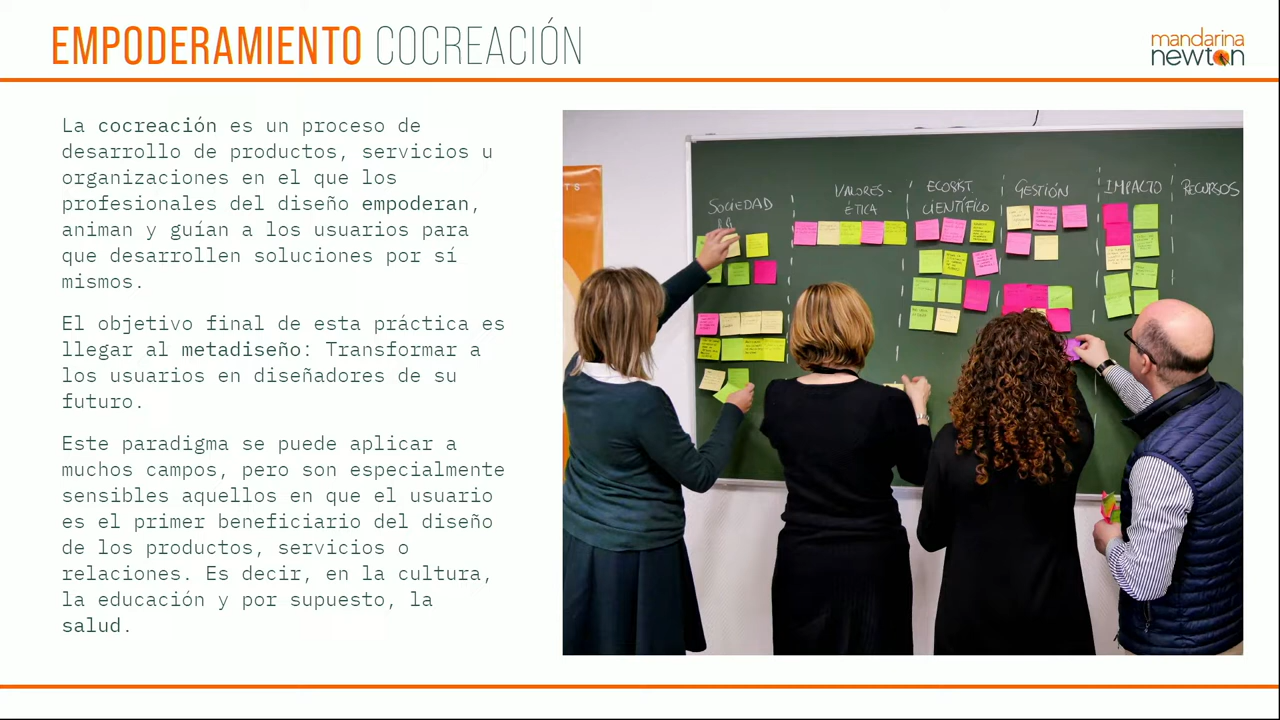 EMPODERAMIENTO COCREACIÓN
mandarina
newton
La cocreación es un proceso de
desarrollo de productos, servicios u
organizaciones en el que los
profesionales del diseño empoderan,
animan y guían a los usuarios para
que desarrollen soluciones por sí
mismos.
El objetivo final de esta práctica es
llegar al metadiseño: Transformar a
los usuarios en diseñadores de su
futuro.
Este paradigma se puede aplicar a
muchos campos, pero son especialmente
sensibles aquellos en que el usuario
es el primer beneficiario del diseño
de los productos, servicios o
relaciones. Es decir, en la cultura,
la educación y por supuesto, la
salud.
SOCIEDAD
VALORES-
ÉTICA
ECOSIST
CIENTÍFICO
GESTIÓN
IMPACTO
RECURSOS